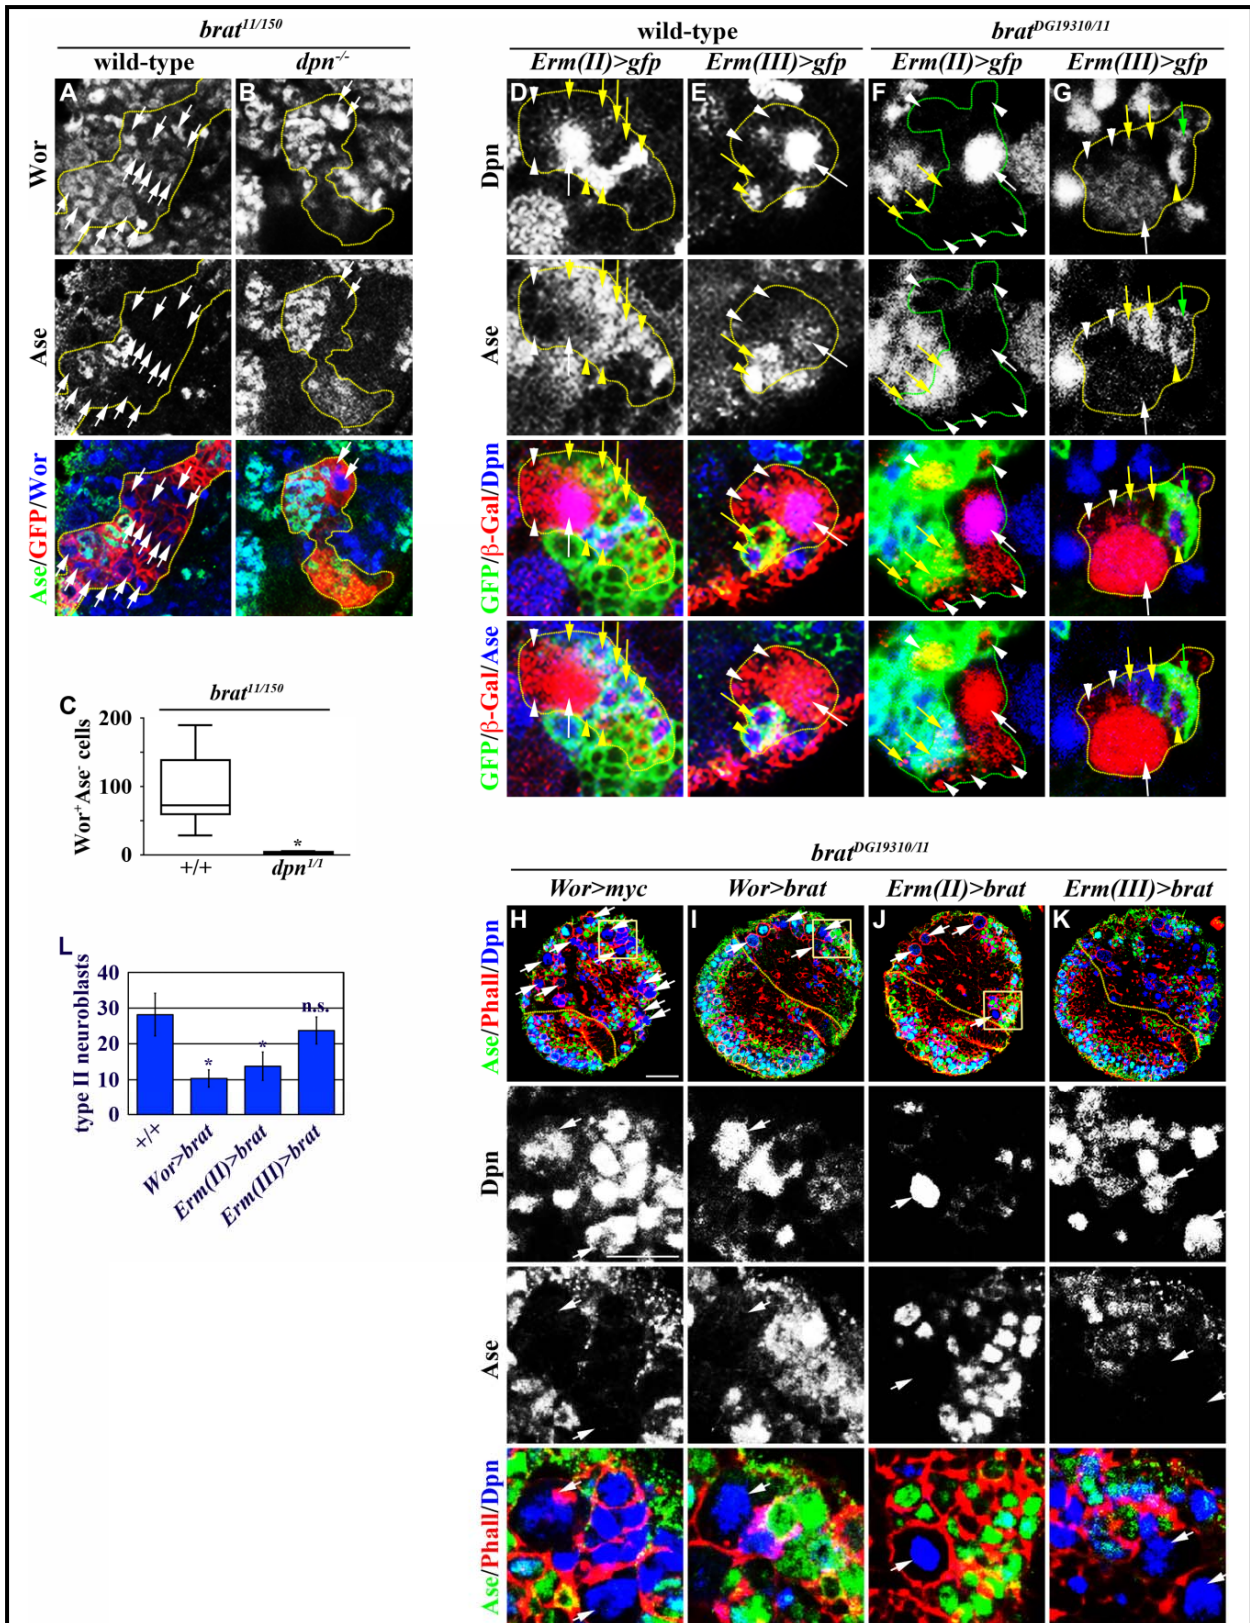 brat11/150
wild-type
dpn-/-
A
B
Wor
Ase
Ase/GFP/Wor
C
brat11/150
Wor+Ase- cells
200
100
0
*
+/+
dpn1/1
L
type II neuroblasts
40
30
20
10
0
*
*
n.s.
+/+
Wor>brat
Erm(II)>brat
Erm(III)>brat
wild-type
bratDG19310/11
Erm(II)>gfp
Erm(III)>gfp
Erm(II)>gfp
Erm(III)>gfp
D
E
F
G
Dpn
Ase
GFP/β-Gal/Dpn
GFP/β-Gal/Ase
bratDG19310/11
Wor>myc
Wor>brat
Erm(II)>brat
Erm(III)>brat
H
I
J
K
Ase/Phall/Dpn
Dpn
Ase
Ase/Phall/Dpn